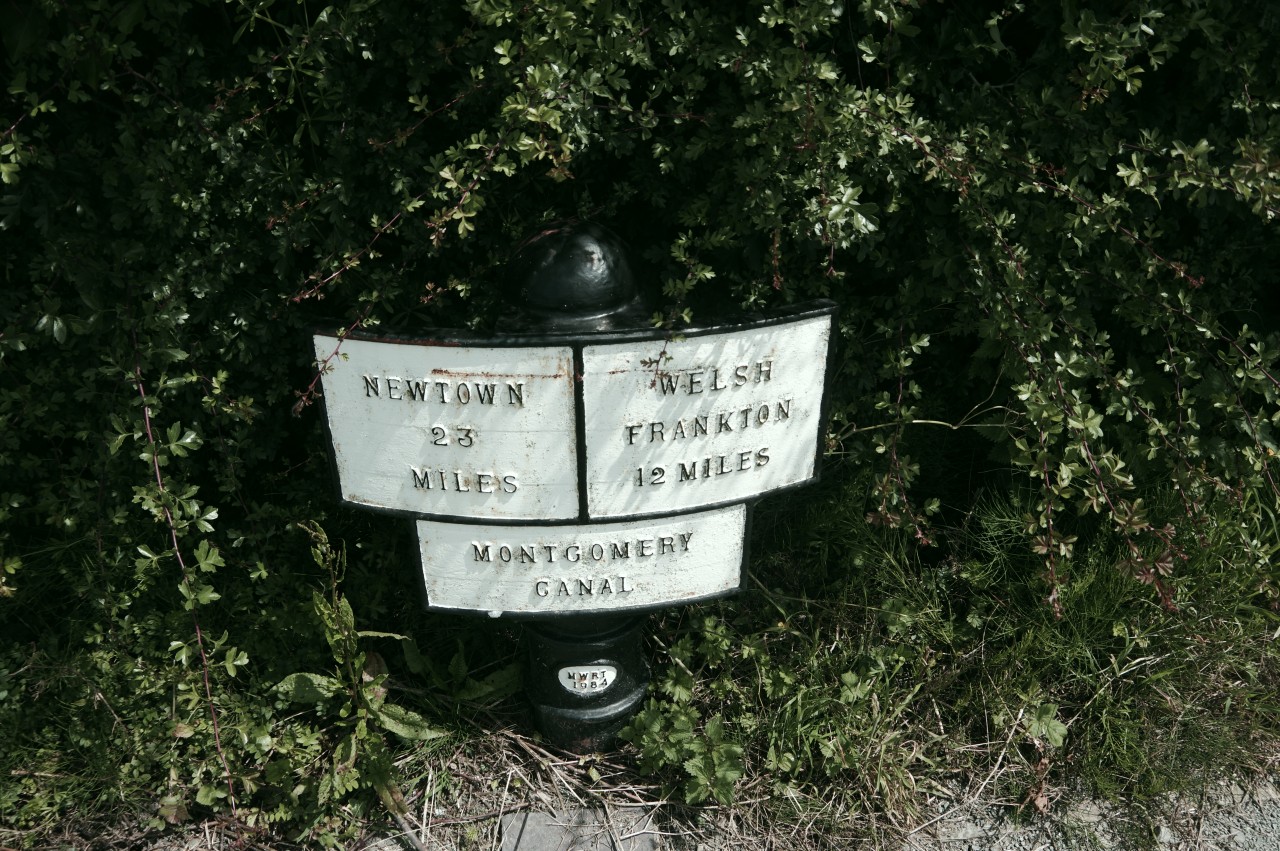 NEWTOWN
23
MILES
WELSH
FRANKTON
12 MILES
MONTGOMERY
CANAL
MWRT
1984